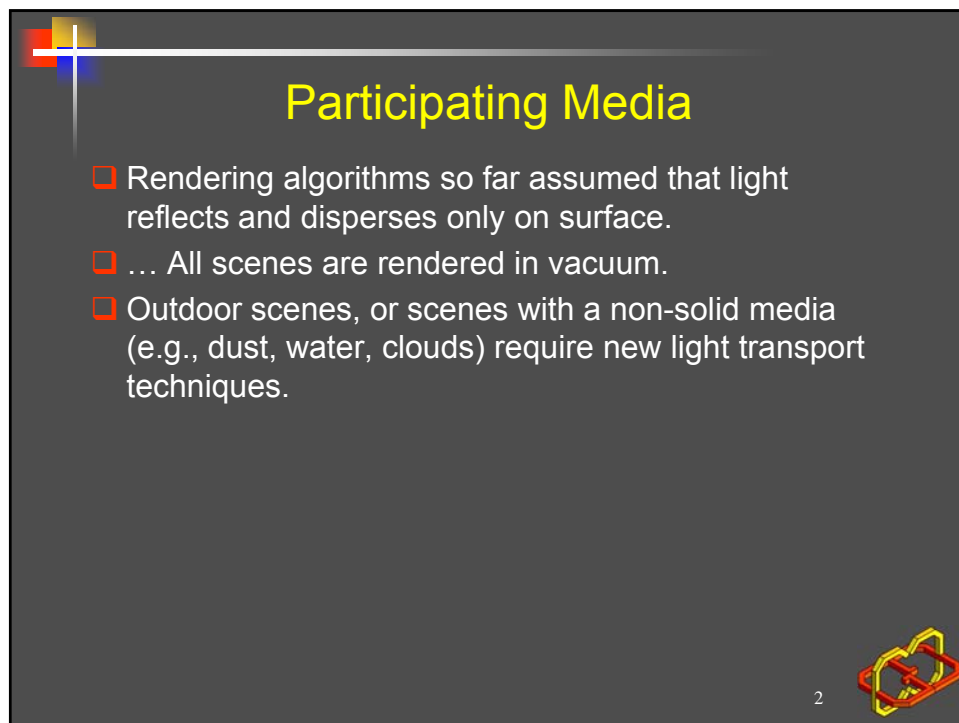 Participating Media
Rendering algorithms so far assumed that light
reflects and disperses only on surface.
… All scenes are rendered in vacuum.
Outdoor scenes, or scenes with a non-solid media
(e.g., dust, water, clouds) require new light transport
techniques.
2